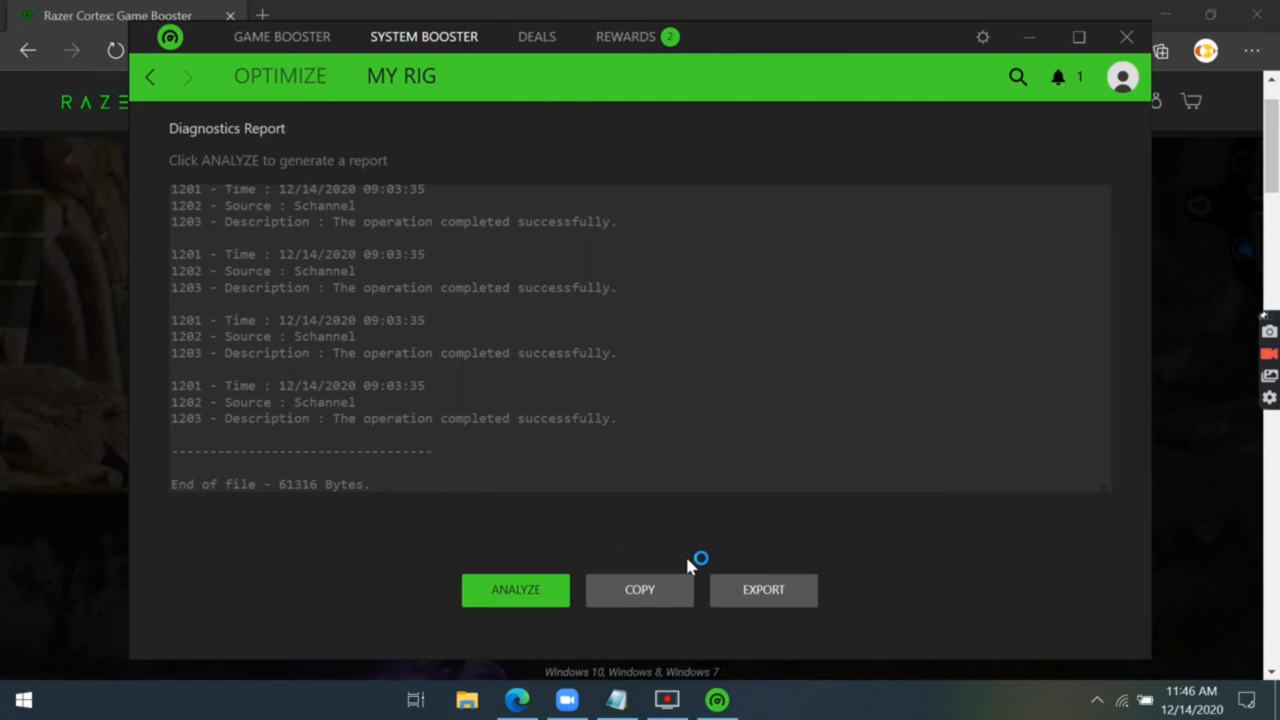 Razer Cortex: Game Booster
GAME BOOSTER SYSTEM BOOSTER DEALS REWARDS 2
OPTIMIZE MY RIG 1
RAZE
Diagnostics Report
Click ANALYZE to generate a report
1201 - Time : 12/14/2020 09:03:35
1202 - Source : Schannel
1203 - Description : The operation completed successfully.
1201 - Time : 12/14/2020 09:03:35
1202 - Source : Schannel
1203 - Description : The operation completed successfully.
1201 - Time : 12/14/2020 09:03:35
1202 - Source : Schannel
1203 - Description : The operation completed successfully.
1201 - Time : 12/14/2020 09:03:35
1202 - Source : Schannel
1203 - Description : The operation completed successfully.
----------------------------------
End of file - 61316 Bytes.
ANALYZE COPY EXPORT
Windows 10, Windows 8, Windows 7
11:46 AM
12/14/2020